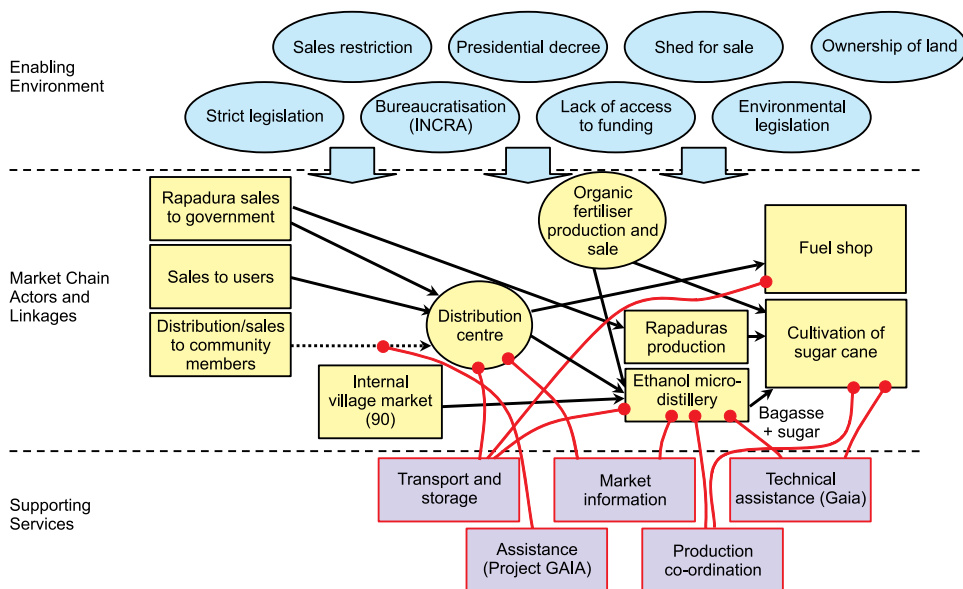 Enabling
Environment
Sales restriction
Presidential decree
Shed for sale
Ownership of land
Strict legislation
Bureaucratisation
(INCRA)
Lack of access
to funding
Environmental
legislation
Market Chain
Actors and
Linkages
Rapadura sales
to government
Sales to users
Distribution/sales
to community
members
Internal
village market
(90)
Distribution
centre
Organic
fertiliser
production and
sale
Rapaduras
production
Ethanol micro-
distillery
Fuel shop
Cultivation of
sugar cane
Bagasse
+ sugar
Supporting
Services
Transport and
storage
Market
information
Technical
assistance (Gaia)
Assistance
(Project GAIA)
Production
co-ordination